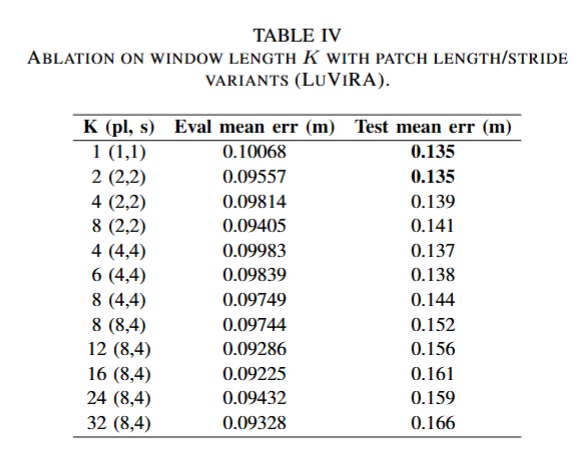 TABLE IV
ABLATION ON WINDOW LENGTH K WITH PATCH LENGTH/STRIDE
VARIANTS (LUVIRA).
K (pl, s) Eval mean err (m) Test mean err (m)
1 (1,1) 0.10068 0.135
2 (2,2) 0.09557 0.135
4 (2,2) 0.09814 0.139
8 (2,2) 0.09405 0.141
4 (4,4) 0.09983 0.137
6 (4,4) 0.09839 0.138
8 (4,4) 0.09749 0.144
8 (8,4) 0.09744 0.152
12 (8,4) 0.09286 0.156
16 (8,4) 0.09225 0.161
24 (8,4) 0.09432 0.159
32 (8,4) 0.09328 0.166